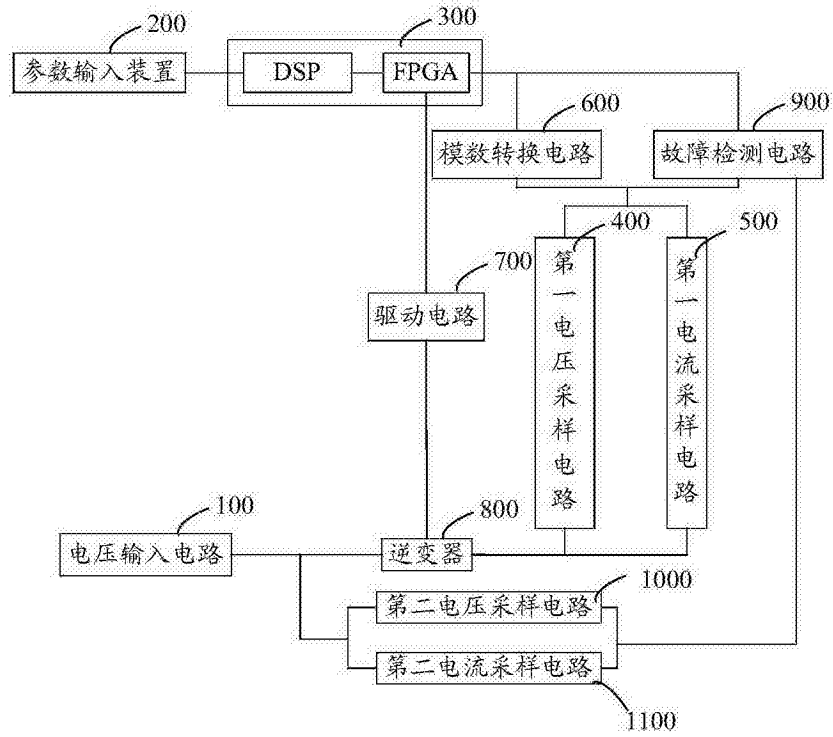 200
300
参数输入装置
DSP
FPGA
600
900
模数转换电路
故障检测电路
400
500
700
第一电压采样电路
第一电流采样电路
驱动电路
100
800
电压输入电路
逆变器
1000
第二电压采样电路
第二电流采样电路
1100